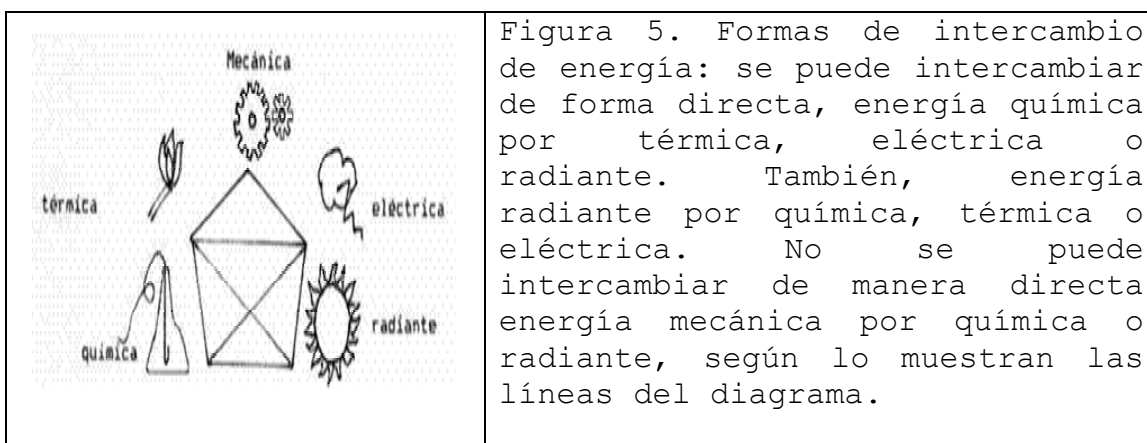 Mecánica
térmica
eléctrica
radiante
química
Figura 5. Formas de intercambio
de energía: se puede intercambiar
de forma directa, energía química
por térmica, eléctrica o
radiante. También, energía
radiante por química, térmica o
eléctrica. No se puede
intercambiar de manera directa
energía mecánica por química o
radiante, según lo muestran las
líneas del diagrama.